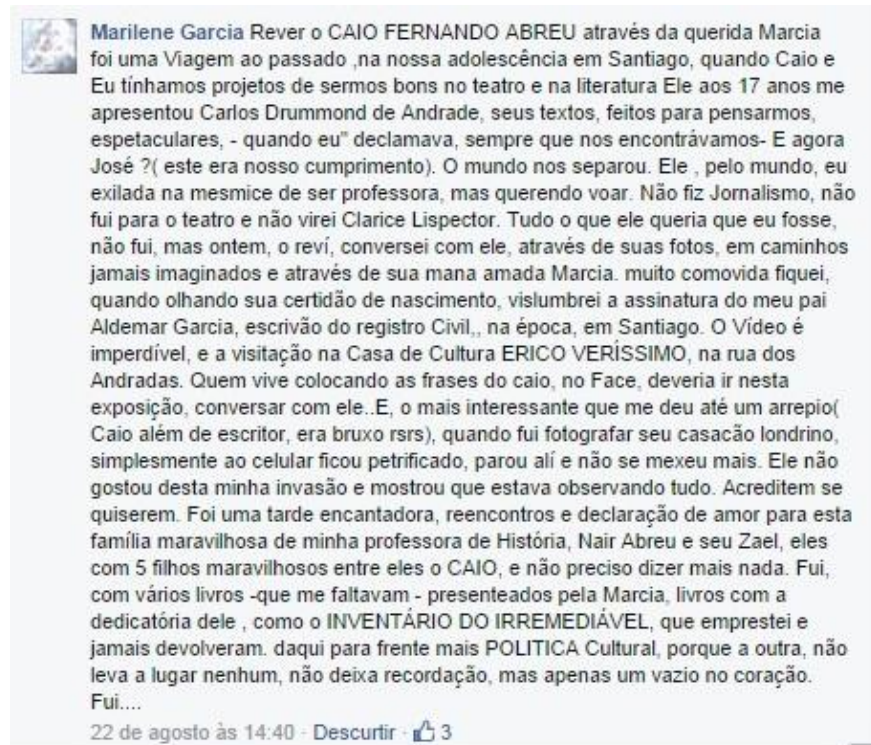 Marilene Garcia Rever o CAIO FERNANDO ABREU através da querida Marcia
foi uma Viagem ao passado ,na nossa adolescência em Santiago, quando Caio e
Eu tínhamos projetos de sermos bons no teatro e na literatura Ele aos 17 anos me
apresentou Carlos Drummond de Andrade, seus textos, feitos para pensarmos,
espetaculares, - quando eu" declamava, sempre que nos encontrávamos- E agora
José ?( este era nosso cumprimento). O mundo nos separou. Ele , pelo mundo, eu
exilada na mesmice de ser professora, mas querendo voar. Não fiz Jornalismo, não
fui para o teatro e não virei Clarice Lispector. Tudo o que ele queria que eu fosse,
não fui, mas ontem, o reví, conversei com ele, através de suas fotos, em caminhos
jamais imaginados e através de sua mana amada Marcia. muito comovida fiquei,
quando olhando sua certidão de nascimento, vislumbrei a assinatura do meu pai
Aldemar Garcia, escrivão do registro Civil,, na época, em Santiago. O Vídeo é
imperdível, e a visitação na Casa de Cultura ERICO VERÍSSIMO, na rua dos
Andradas. Quem vive colocando as frases do caio, no Face, deveria ir nesta
exposição, conversar com ele..E, o mais interessante que me deu até um arrepio(
Caio além de escritor, era bruxo rsrs), quando fui fotografar seu casacão londrino,
simplesmente ao celular ficou petrificado, parou alí e não se mexeu mais. Ele não
gostou desta minha invasão e mostrou que estava observando tudo. Acreditem se
quiserem. Foi uma tarde encantadora, reencontros e declaração de amor para esta
família maravilhosa de minha professora de História, Nair Abreu e seu Zael, eles
com 5 filhos maravilhosos entre eles o CAIO, e não preciso dizer mais nada. Fui,
com vários livros -que me faltavam - presenteados pela Marcia, livros com a
dedicatória dele , como o INVENTÁRIO DO IRREMEDIÁVEL, que emprestei e
jamais devolveram. daqui para frente mais POLITICA Cultural, porque a outra, não
leva a lugar nenhum, não deixa recordação, mas apenas um vazio no coração.
Fui....
22 de agosto às 14:40 · Descurtir · 3